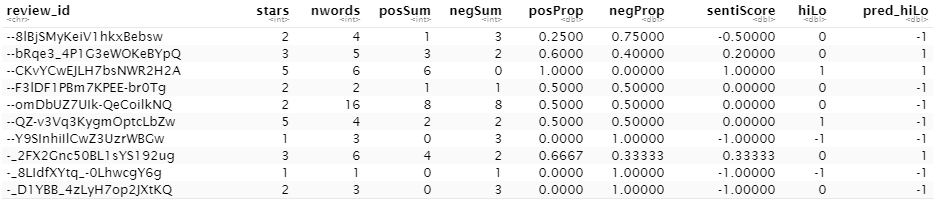 review_id stars nwords posSum negSum posProp negProp sentiScore hiLo pred_hiLo
<chr> <int> <int> <int> <int> <dbl> <dbl> <dbl> <dbl> <dbl>
--8lBjSMyKeiV1hkxBebsw 2 4 1 3 0.2500 0.75000 -0.50000 0 -1
--bRqe3_4P1G3eWOKeBYpQ 3 5 3 2 0.6000 0.40000 0.20000 0 1
--CKvYCwEJLH7bsNWR2H2A 5 6 6 0 1.0000 0.00000 1.00000 1 1
--F3lDF1PBm7KPEE-br0Tg 2 2 1 1 0.5000 0.50000 0.00000 0 -1
--omDbUZ7UIk-QeCoilkNQ 2 16 8 8 0.5000 0.50000 0.00000 0 -1
--QZ-v3Vq3KygmOptcLbZw 5 4 2 2 0.5000 0.50000 0.00000 1 -1
--Y9SInhiIlCwZ3UzrWBGw 1 3 0 3 0.0000 1.00000 -1.00000 -1 -1
-_2FX2Gnc50BL1sYS192ug 3 6 4 2 0.6667 0.33333 0.33333 0 1
-_8LIdfXYtq_-0LhwcgY6g 1 1 0 1 0.0000 1.00000 -1.00000 -1 -1
-_D1YBB_4zLyH7op2JXtKQ 2 3 0 3 0.0000 1.00000 -1.00000 0 -1